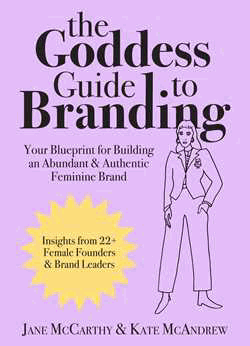 the
Goddess
Guide to
Branding
Your Blueprint for Building
an Abundant & Authentic
Feminine Brand
Insights from 22+
Female Founders
& Brand Leaders
JANE MCCARTHY & KATE MCANDREW